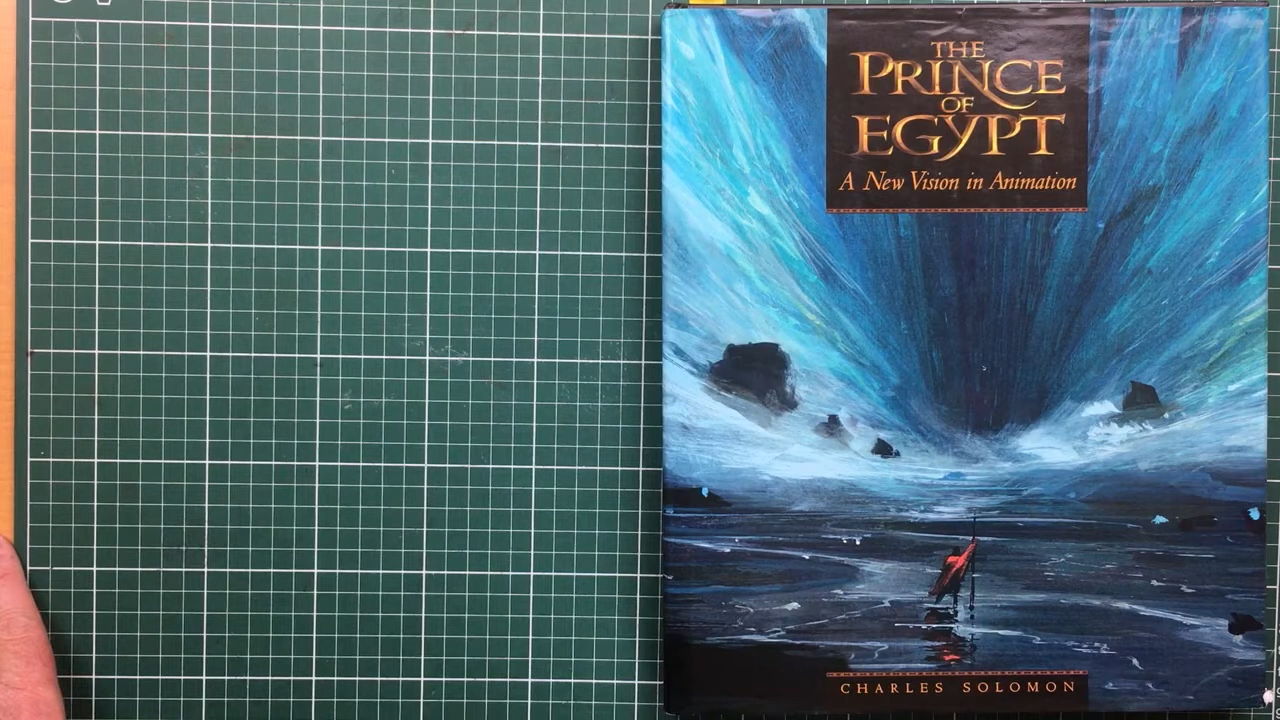 THE
PRINCE
OF
EGYPT
A New Vision in Animation
CHARLES SOLOMON